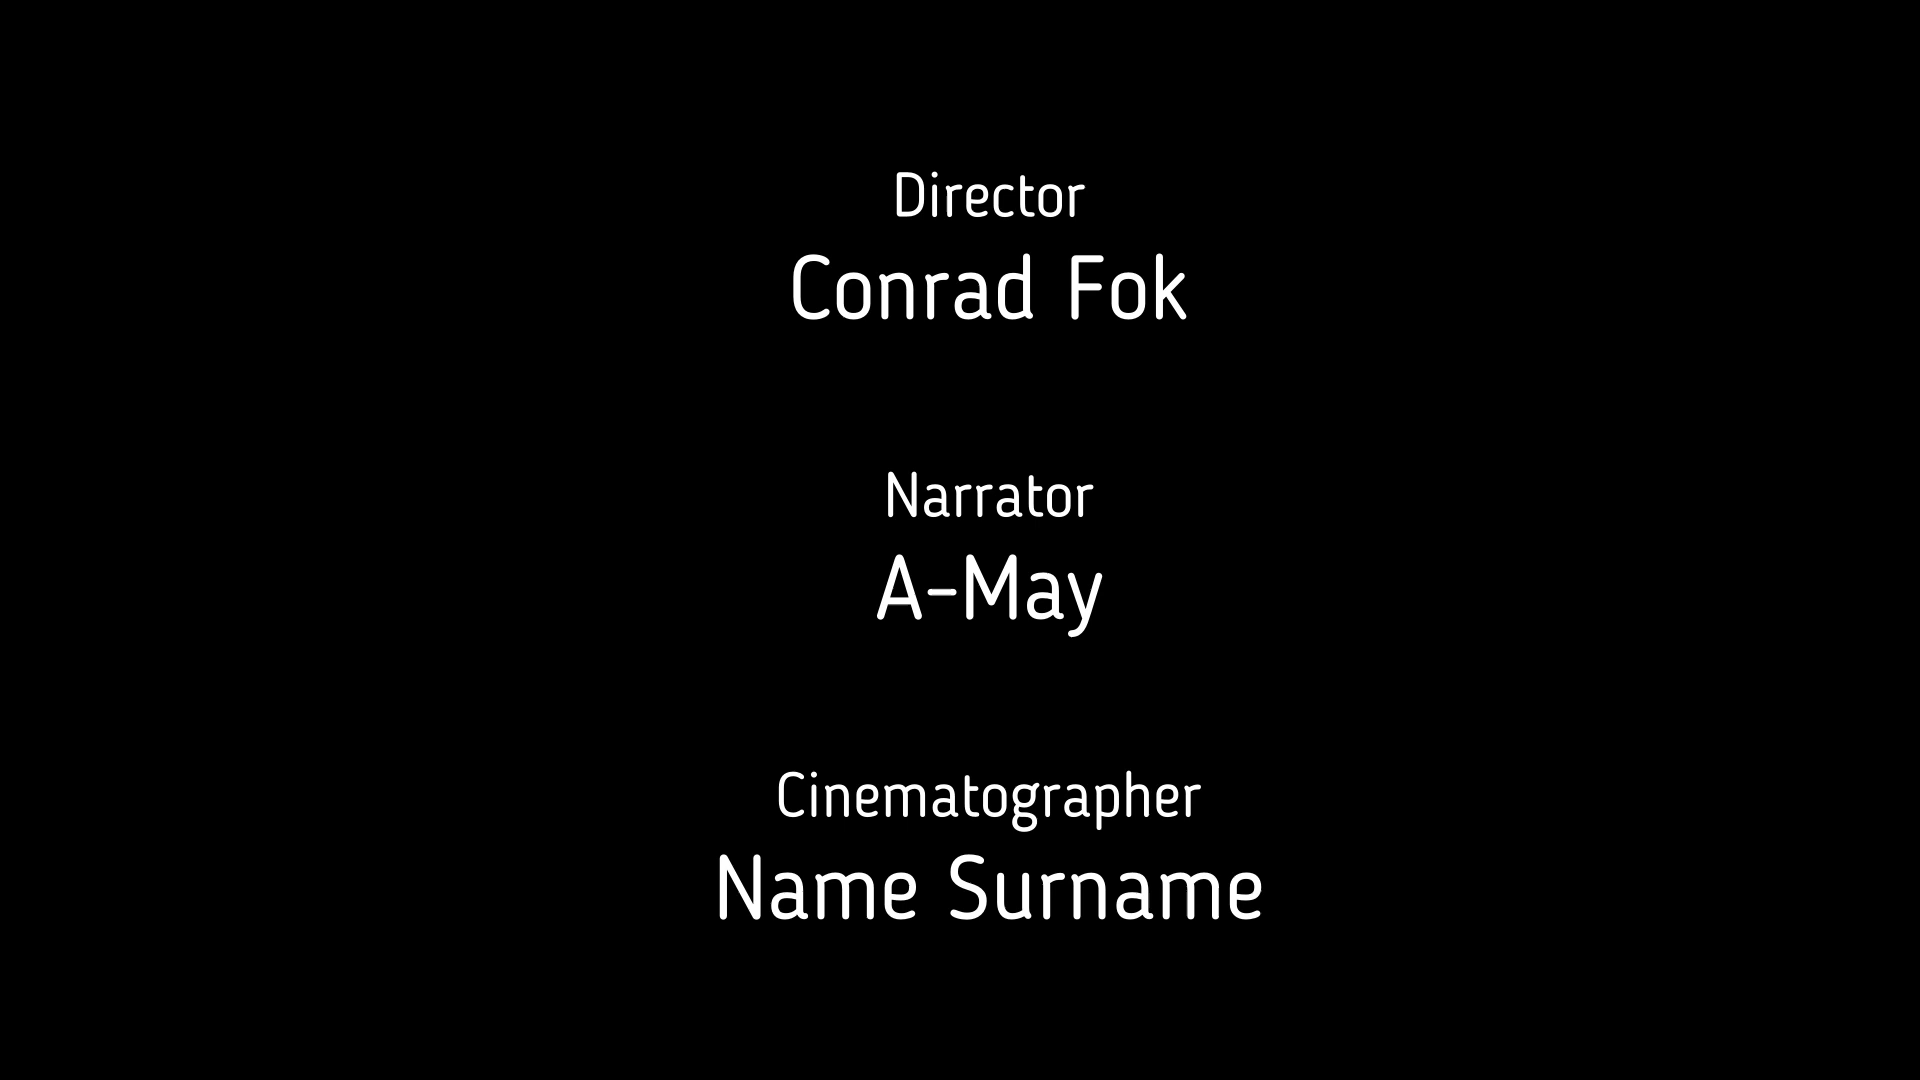 Director
Conrad Fok
Narrator
A-May
Cinematographer
Name Surname